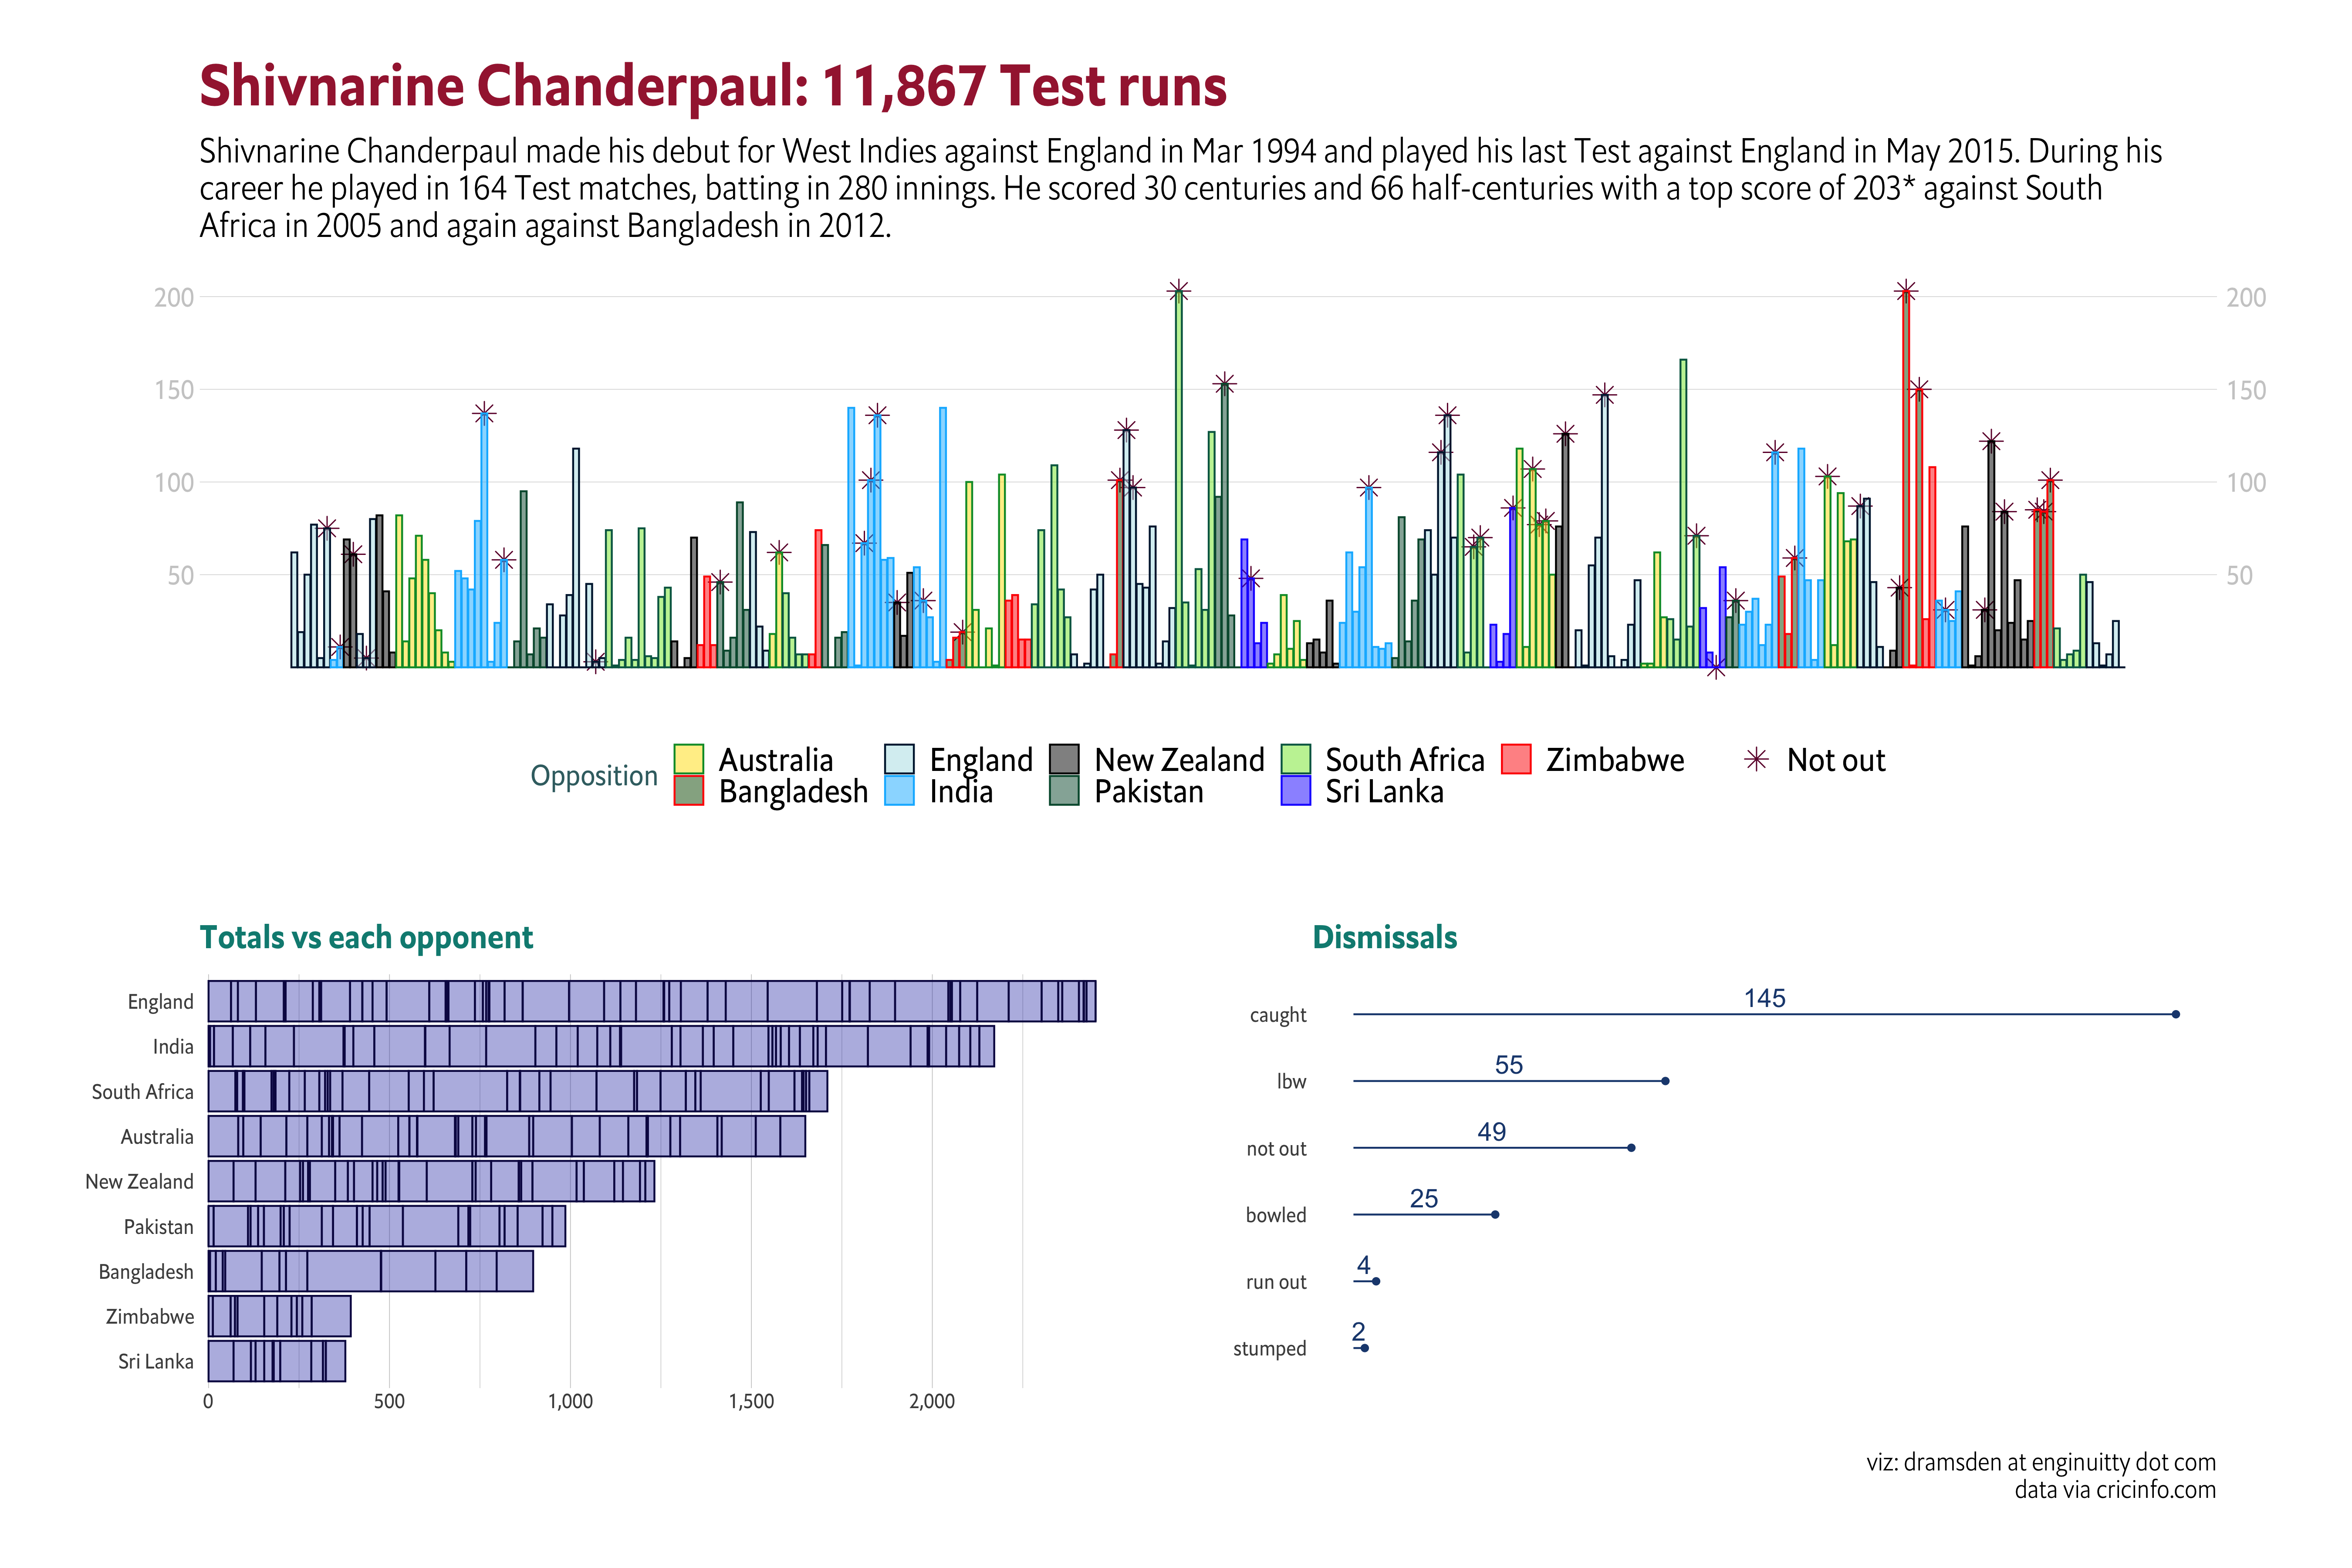 Shivnarine Chanderpaul: 11,867 Test runs
Shivnarine Chanderpaul made his debut for West Indies against England in Mar 1994 and played his last Test against England in May 2015. During his
career he played in 164 Test matches, batting in 280 innings. He scored 30 centuries and 66 half-centuries with a top score of 203* against South
Africa in 2005 and again against Bangladesh in 2012.
200 200
150 150
100 100
50 50
Opposition
Australia England New Zealand South Africa Zimbabwe Not out
Bangladesh India Pakistan Sri Lanka
Totals vs each opponent
England
India
South Africa
Australia
New Zealand
Pakistan
Bangladesh
Zimbabwe
Sri Lanka
0 500 1,000 1,500 2,000
Dismissals
caught 145
lbw 55
not out 49
bowled 25
run out 4
stumped 2
viz: dramsden at enginuitty dot com
data via cricinfo.com